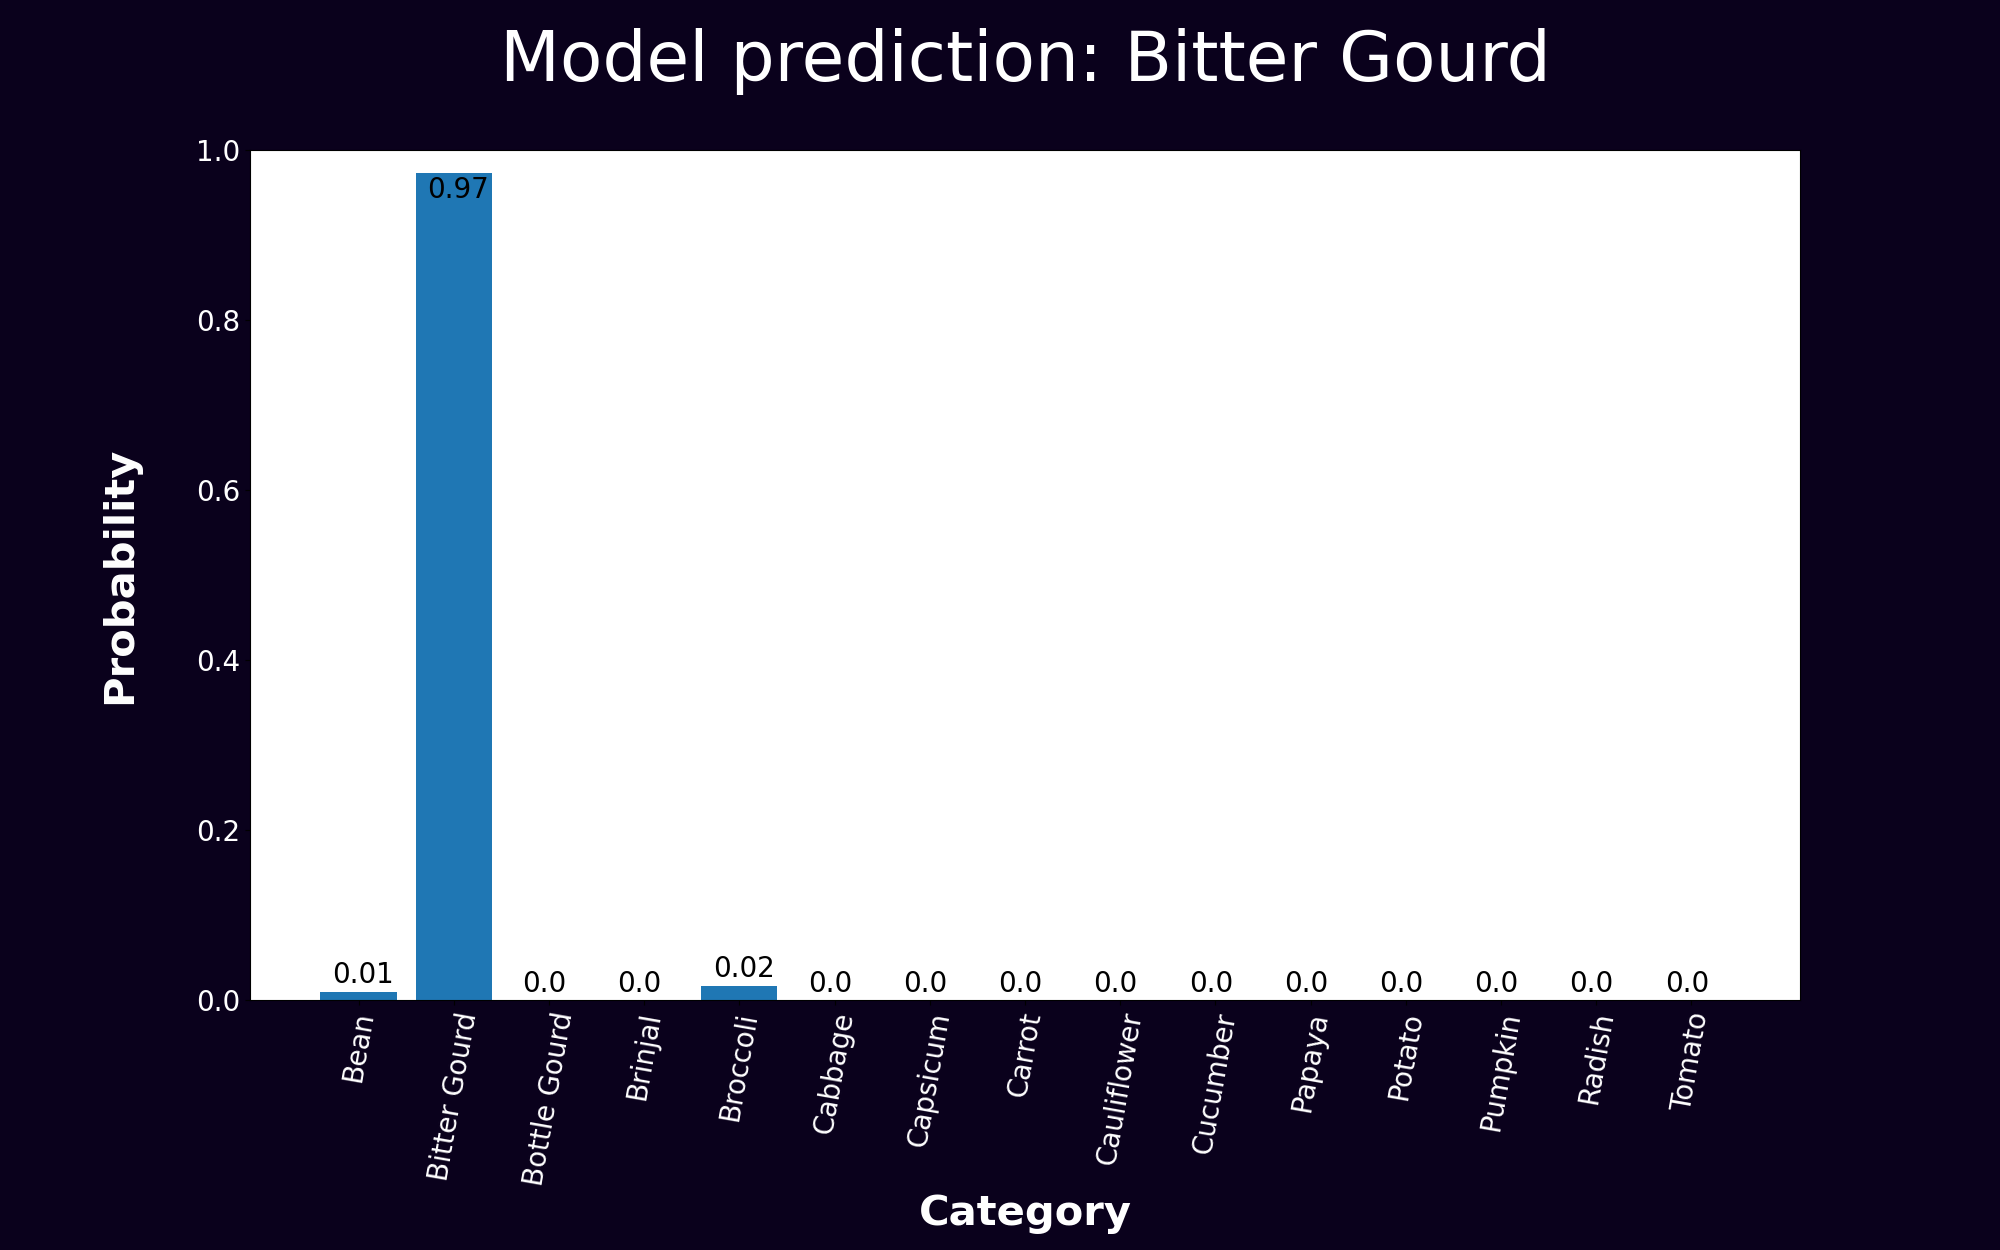 Model prediction: Bitter Gourd
Probability
1.0
0.8
0.6
0.4
0.2
0.0
0.01
0.97
0.0
0.0
0.02
0.0
0.0
0.0
0.0
0.0
0.0
0.0
0.0
0.0
0.0
Bean
Bitter Gourd
Bottle Gourd
Brinjal
Broccoli
Cabbage
Capsicum
Carrot
Cauliflower
Cucumber
Papaya
Potato
Pumpkin
Radish
Tomato
Category